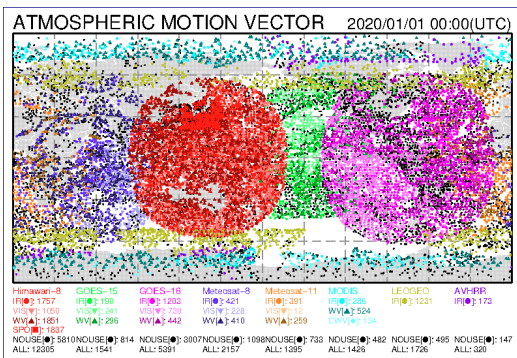 ATMOSPHERIC MOTION VECTOR 2020/01/01 00:00(UTC)
Himawari-8 GOES-15 GOES-16 Meteosat-8 Meteosat-11 MODIS LEOGEO AVHRR
IR[●]: 1757 IR[●]: 190 IR[●]: 1203 IR[●]: 421 IR[●]: 391 IR[●]: 286 IR[●]: 1231 IR[●]: 173
VIS[▼]: 1050 VIS[▼]: 241 VIS[▼]: 739 VIS[▼]: 228 VIS[▼]: 12 WV[▲]: 524
WV[▲]: 1851 WV[▲]: 296 WV[▲]: 442 WV[▲]: 410 WV[▲]: 259 CWV[▼]: 134
SPO[■]: 1837
NOUSE[●]: 5810 NOUSE[●]: 814 NOUSE[●]: 3007 NOUSE[●]: 1098 NOUSE[●]: 733 NOUSE[●]: 482 NOUSE[●]: 495 NOUSE[●]: 147
ALL: 12305 ALL: 1541 ALL: 5391 ALL: 2157 ALL: 1395 ALL: 1426 ALL: 1726 ALL: 320